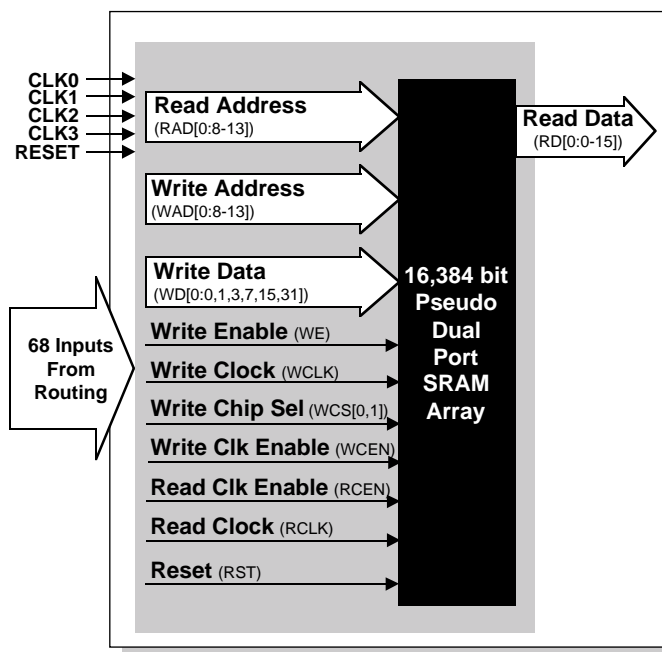 CLK0
CLK1
CLK2
CLK3
RESET
Read Address
(RAD[0:8-13])
Read Data
(RD[0:0-15])
Write Address
(WAD[0:8-13])
Write Data
(WD[0:0,1,3,7,15,31])
16,384 bit
Pseudo
Dual
Port
SRAM
Array
68 Inputs
From
Routing
Write Enable (WE)
Write Clock (WCLK)
Write Chip Sel (WCS[0,1])
Write Clk Enable (WCEN)
Read Clk Enable (RCEN)
Read Clock (RCLK)
Reset (RST)